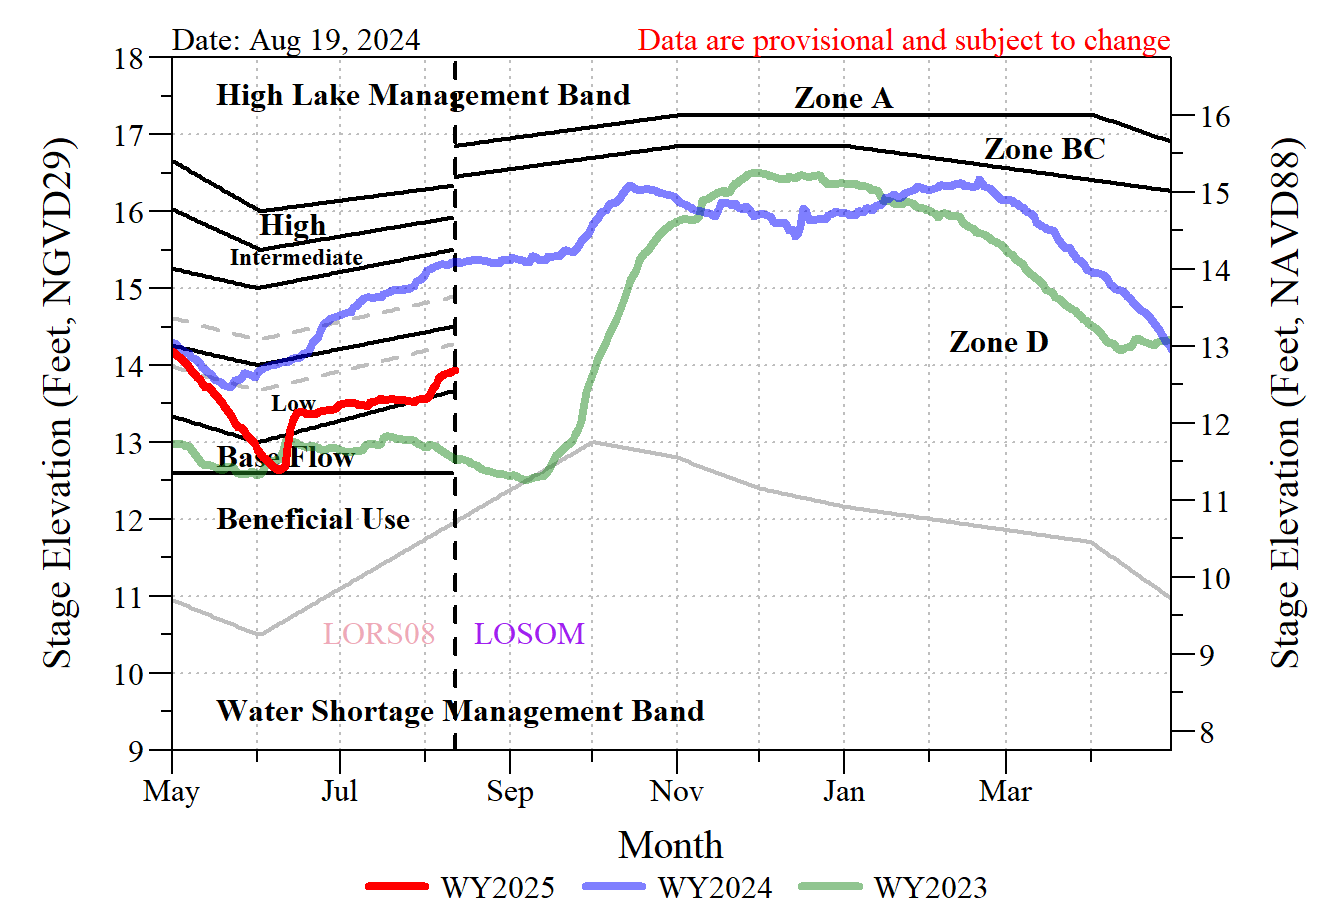 Date: Aug 19, 2024
Data are provisional and subject to change
18
17
16
15
14
13
12
11
10
9
Stage Elevation (Feet, NGVD29)
High Lake Management Band
Zone A
Zone BC
High
Intermediate
Zone D
Low
Base Flow
Beneficial Use
LORS08
LOSOM
Water Shortage Management Band
16
15
14
13
12
11
10
9
8
Stage Elevation (Feet, NAVD88)
May Jul Sep Nov Jan Mar
Month
WY2025 WY2024 WY2023